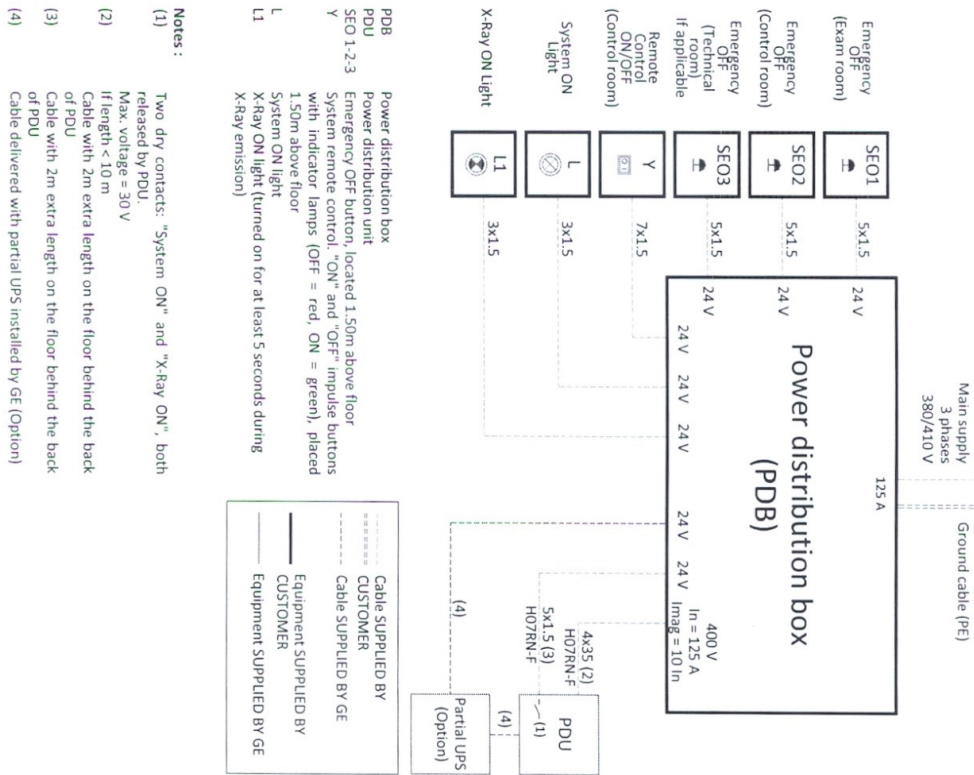 Main supply
3 phases
380/410 V
Ground cable (PE)
125 A
Power distribution box
(PDB)
Emergency
OFF
(Exam room)
SEO1
5x1.5
24 V
Emergency
OFF
(Control room)
SEO2
5x1.5
24 V
Emergency
OFF
(Technical
room)
If applicable
SEO3
5x1.5
24 V
Remote
Control
ON/OFF
(Control room)
Y
7x1.5
24 V
System ON
Light
L
3x1.5
24 V
X-Ray ON Light
L1
3x1.5
24 V
24 V
24 V
400 V
In = 125 A
Imag = 10 In
4x35 (2)
H07RN-F
5x1.5 (3)
H07RN-F
(4)
PDU
(1)
(4)
Partial UPS
(Option)
PDB Power distribution box
PDU Power distribution unit
SEO 1-2-3 Emergency OFF button, located 1.50m above floor
Y System remote control. "ON" and "OFF" impulse buttons
with indicator lamps (OFF = red, ON = green), placed
1.50m above floor
L System ON light
L1 X-Ray ON light (turned on for at least 5 seconds during
X-Ray emission)
Cable SUPPLIED BY
CUSTOMER
Cable SUPPLIED BY GE
Equipment SUPPLIED BY
CUSTOMER
Equipment SUPPLIED BY GE
Notes :
(1) Two dry contacts: "System ON" and "X-Ray ON", both
released by PDU.
Max. voltage = 30 V
If length < 10 m
(2) Cable with 2m extra length on the floor behind the back
of PDU
(3) Cable with 2m extra length on the floor behind the back
of PDU
(4) Cable delivered with partial UPS installed by GE (Option)